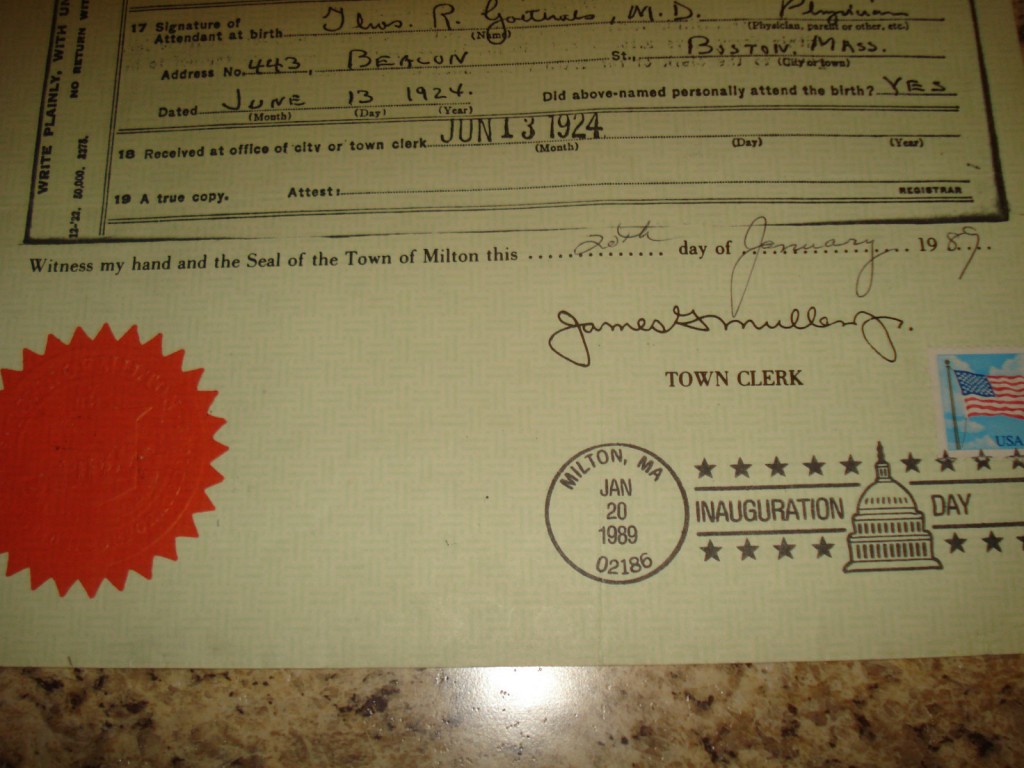 WRITE PLAINLY, WITH UN
NO RETURN WIT
12-'22, 50,000, 8278.
17 Signature of
Attendant at birth Thos. R. Goethals, M.D. Physician
(Name) (Physician, parent or other, etc.)
Address No. 443, BEACON St., BOSTON, MASS.
(City or town)
Dated JUNE 13 1924. Did above-named personally attend the birth? YES
(Month) (Day) (Year)
18 Received at office of city or town clerk JUN 13 1924
(Month) (Day) (Year)
19 A true copy. Attest:
REGISTRAR
Witness my hand and the Seal of the Town of Milton this 20th day of January 1989.
James G Mullen Jr.
TOWN CLERK
USA
MILTON, MA
JAN
20
1989
02186
INAUGURATION DAY